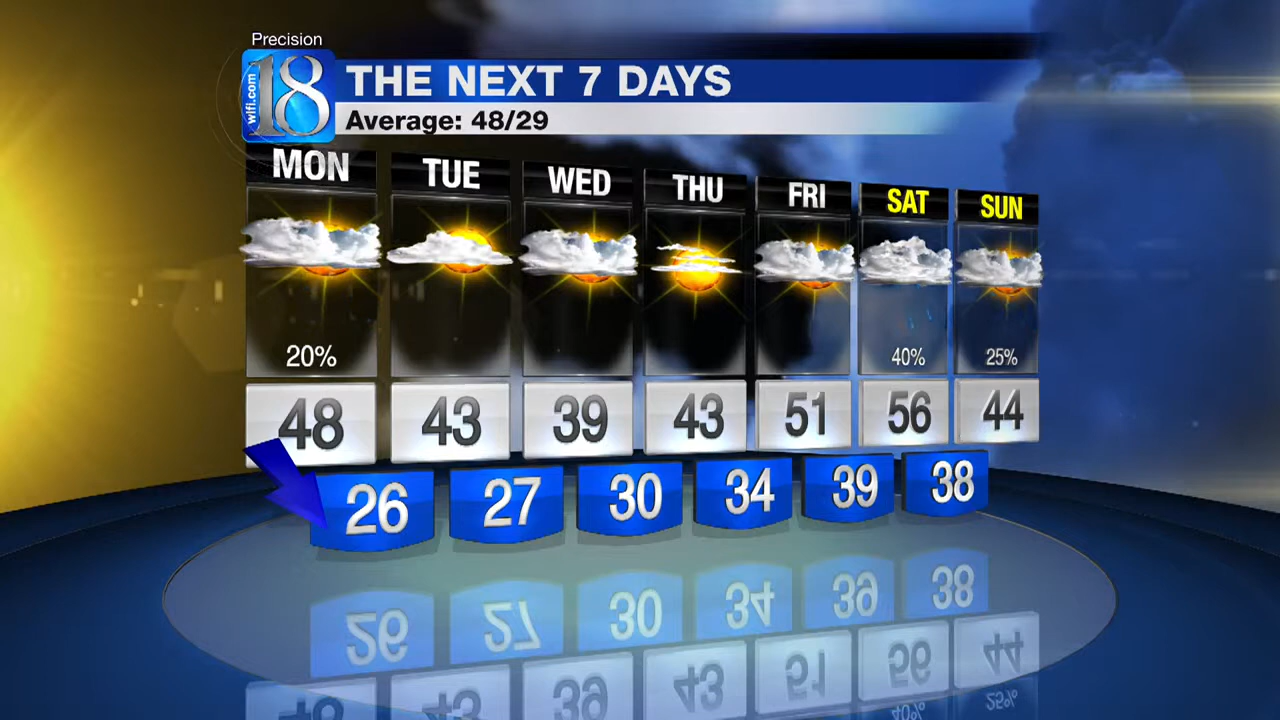 Precision
wlfi.com 18
THE NEXT 7 DAYS
Average: 48/29
MON TUE WED THU FRI SAT SUN
20% 40% 25%
48 43 39 43 51 56 44
26 27 30 34 39 38